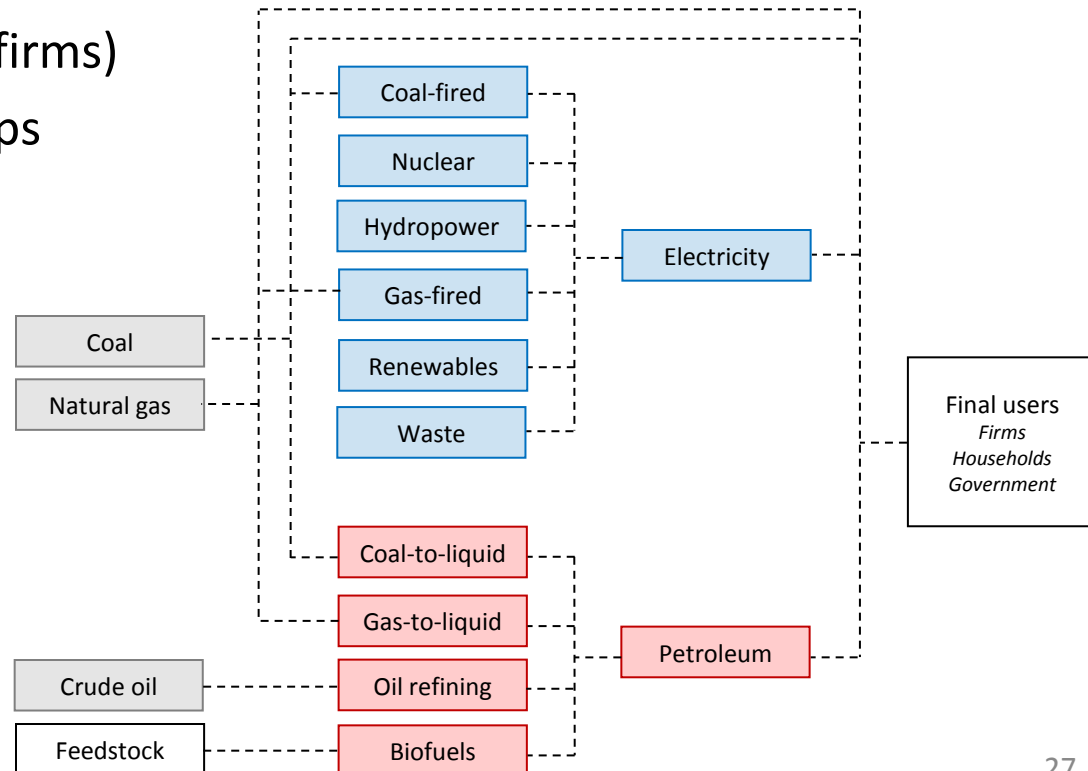 firms)
ps
Coal-fired
Nuclear
Hydropower
Gas-fired
Renewables
Waste
Electricity
Coal
Natural gas
Final users
Firms
Households
Government
Coal-to-liquid
Gas-to-liquid
Oil refining
Biofuels
Petroleum
Crude oil
Feedstock
27